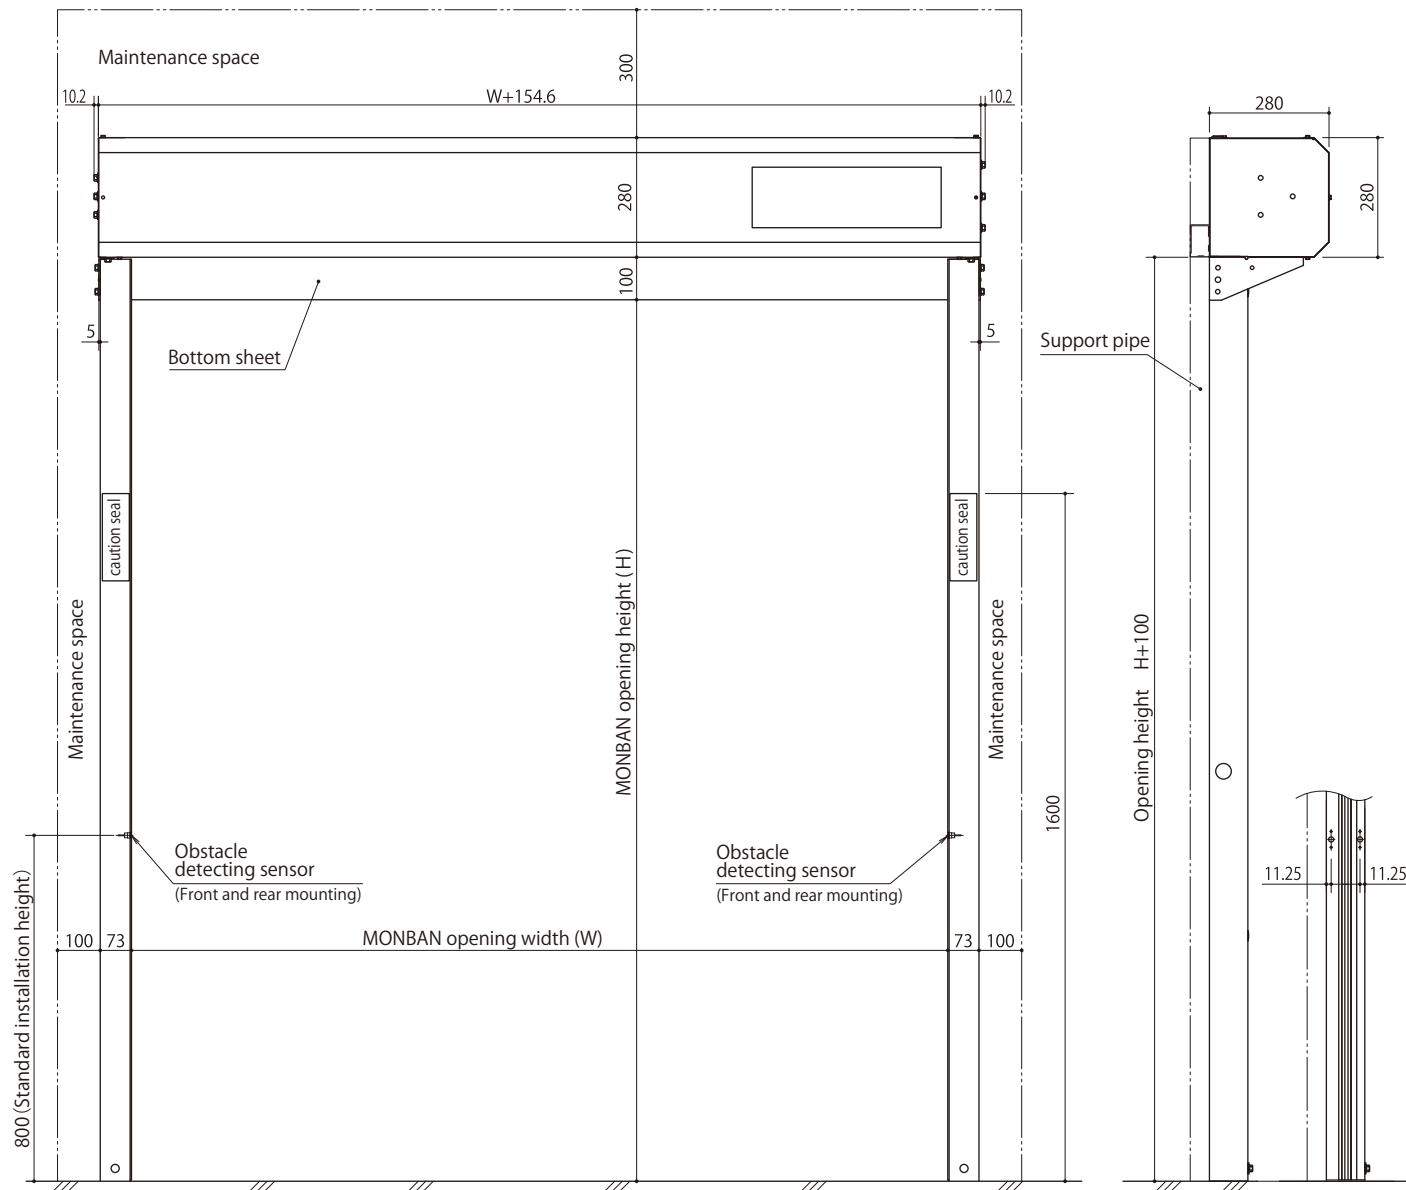 Maintenance space
300
10.2
W+154.6
10.2
280
280
280
100
5
5
Bottom sheet
Support pipe
caution seal
caution seal
MONBAN opening height (H)
Maintenance space
Maintenance space
Opening height H+100
1600
Obstacle
detecting sensor
(Front and rear mounting)
Obstacle
detecting sensor
(Front and rear mounting)
11.25
11.25
800 (Standard installation height)
100
73
MONBAN opening width (W)
73
100